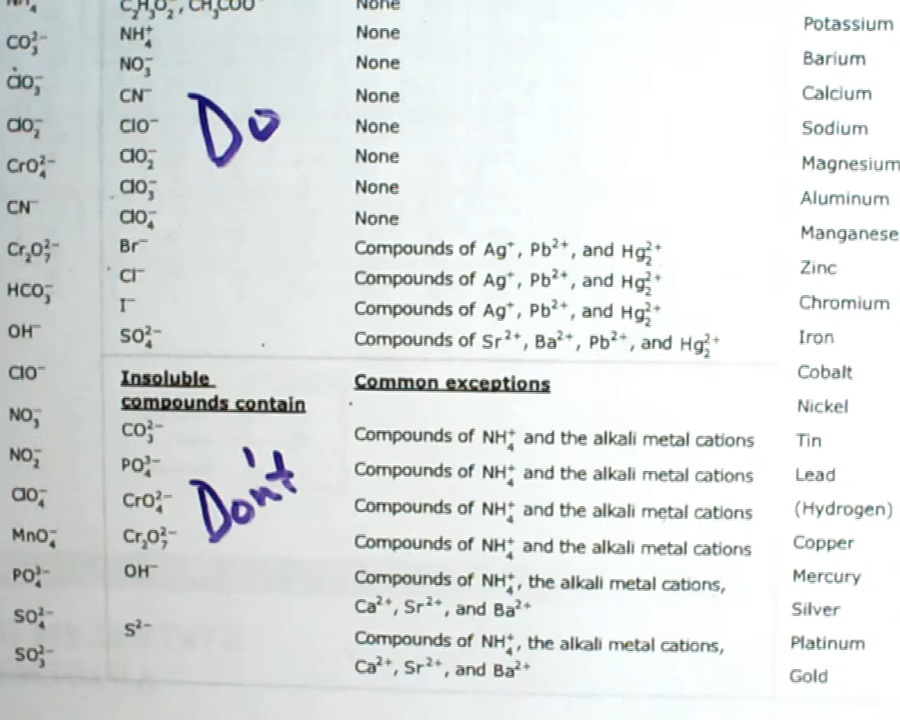 C₂H₃O₂⁻, CH₃COO⁻ None
NH₄⁺ None
NO₃⁻ None
CN⁻ None
ClO⁻ None
ClO₂⁻ None
ClO₃⁻ None
ClO₄⁻ None
Br⁻ Compounds of Ag⁺, Pb²⁺, and Hg₂²⁺
Cl⁻ Compounds of Ag⁺, Pb²⁺, and Hg₂²⁺
I⁻ Compounds of Ag⁺, Pb²⁺, and Hg₂²⁺
SO₄²⁻ Compounds of Sr²⁺, Ba²⁺, Pb²⁺, and Hg₂²⁺
Do
Insoluble Common exceptions
compounds contain
CO₃²⁻ Compounds of NH₄⁺ and the alkali metal cations
PO₄³⁻ Compounds of NH₄⁺ and the alkali metal cations
CrO₄²⁻ Compounds of NH₄⁺ and the alkali metal cations
Cr₂O₇²⁻ Compounds of NH₄⁺ and the alkali metal cations
OH⁻ Compounds of NH₄⁺, the alkali metal cations,
Ca²⁺, Sr²⁺, and Ba²⁺
S²⁻ Compounds of NH₄⁺, the alkali metal cations,
Ca²⁺, Sr²⁺, and Ba²⁺
Don't
CO₃²⁻
ClO₃⁻
ClO₂⁻
CrO₄²⁻
CN⁻
Cr₂O₇²⁻
HCO₃⁻
OH⁻
ClO⁻
NO₃⁻
NO₂⁻
ClO₄⁻
MnO₄⁻
PO₄³⁻
SO₄²⁻
SO₃²⁻
Potassium
Barium
Calcium
Sodium
Magnesium
Aluminum
Manganese
Zinc
Chromium
Iron
Cobalt
Nickel
Tin
Lead
(Hydrogen)
Copper
Mercury
Silver
Platinum
Gold